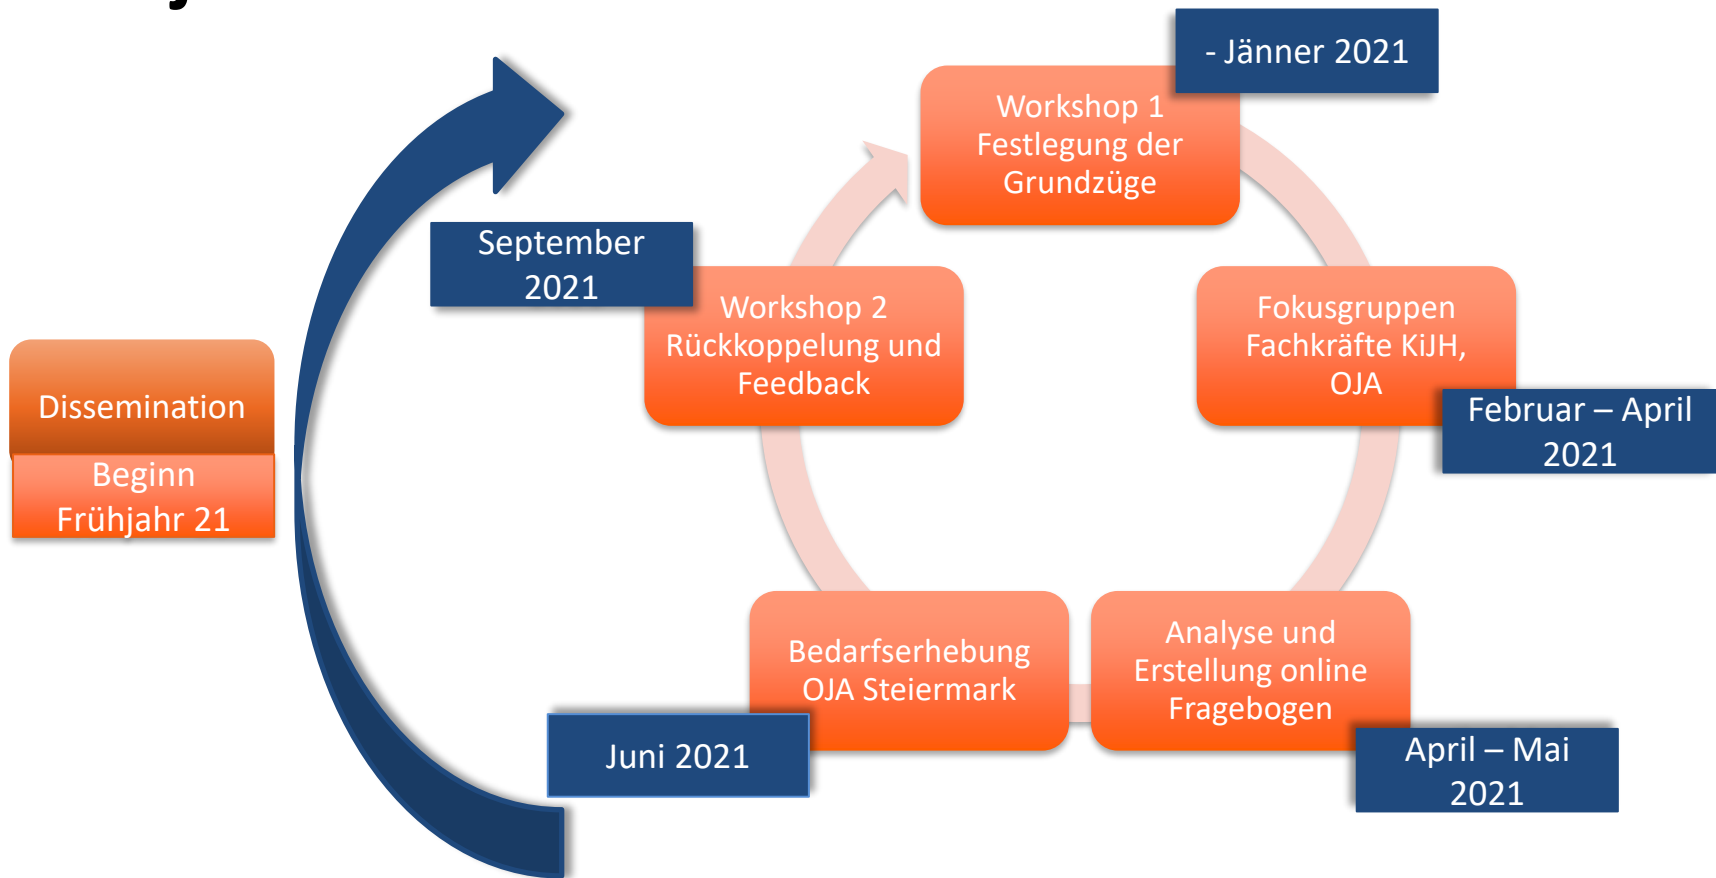 - Jänner 2021
Workshop 1
Festlegung der
Grundzüge
Fokusgruppen
Fachkräfte KiJH,
OJA
Februar – April
2021
Analyse und
Erstellung online
Fragebogen
April – Mai
2021
Bedarfserhebung
OJA Steiermark
Juni 2021
Workshop 2
Rückkoppelung und
Feedback
September
2021
Dissemination
Beginn
Frühjahr 21